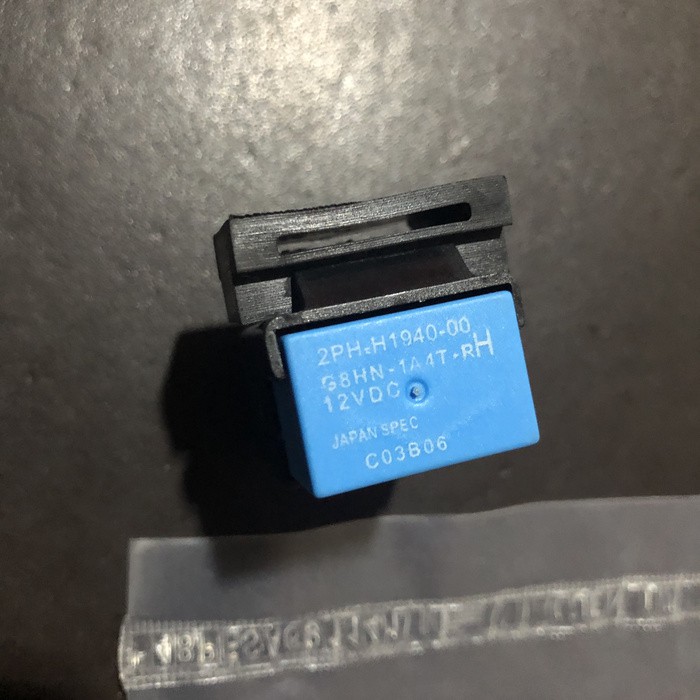 2PH-H1940-00
G8HN-1A4T-RH
12VDC
JAPAN SPEC
C03B06